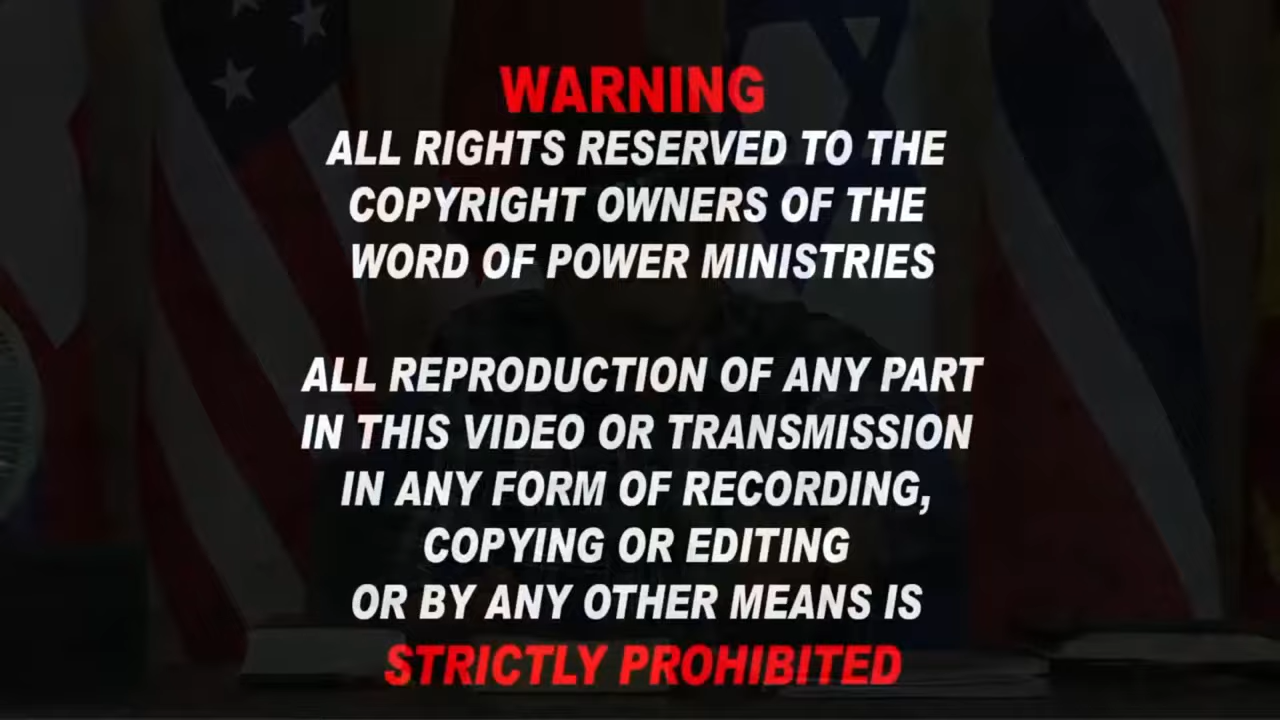 WARNING
ALL RIGHTS RESERVED TO THE
COPYRIGHT OWNERS OF THE
WORD OF POWER MINISTRIES
ALL REPRODUCTION OF ANY PART
IN THIS VIDEO OR TRANSMISSION
IN ANY FORM OF RECORDING,
COPYING OR EDITING
OR BY ANY OTHER MEANS IS
STRICTLY PROHIBITED